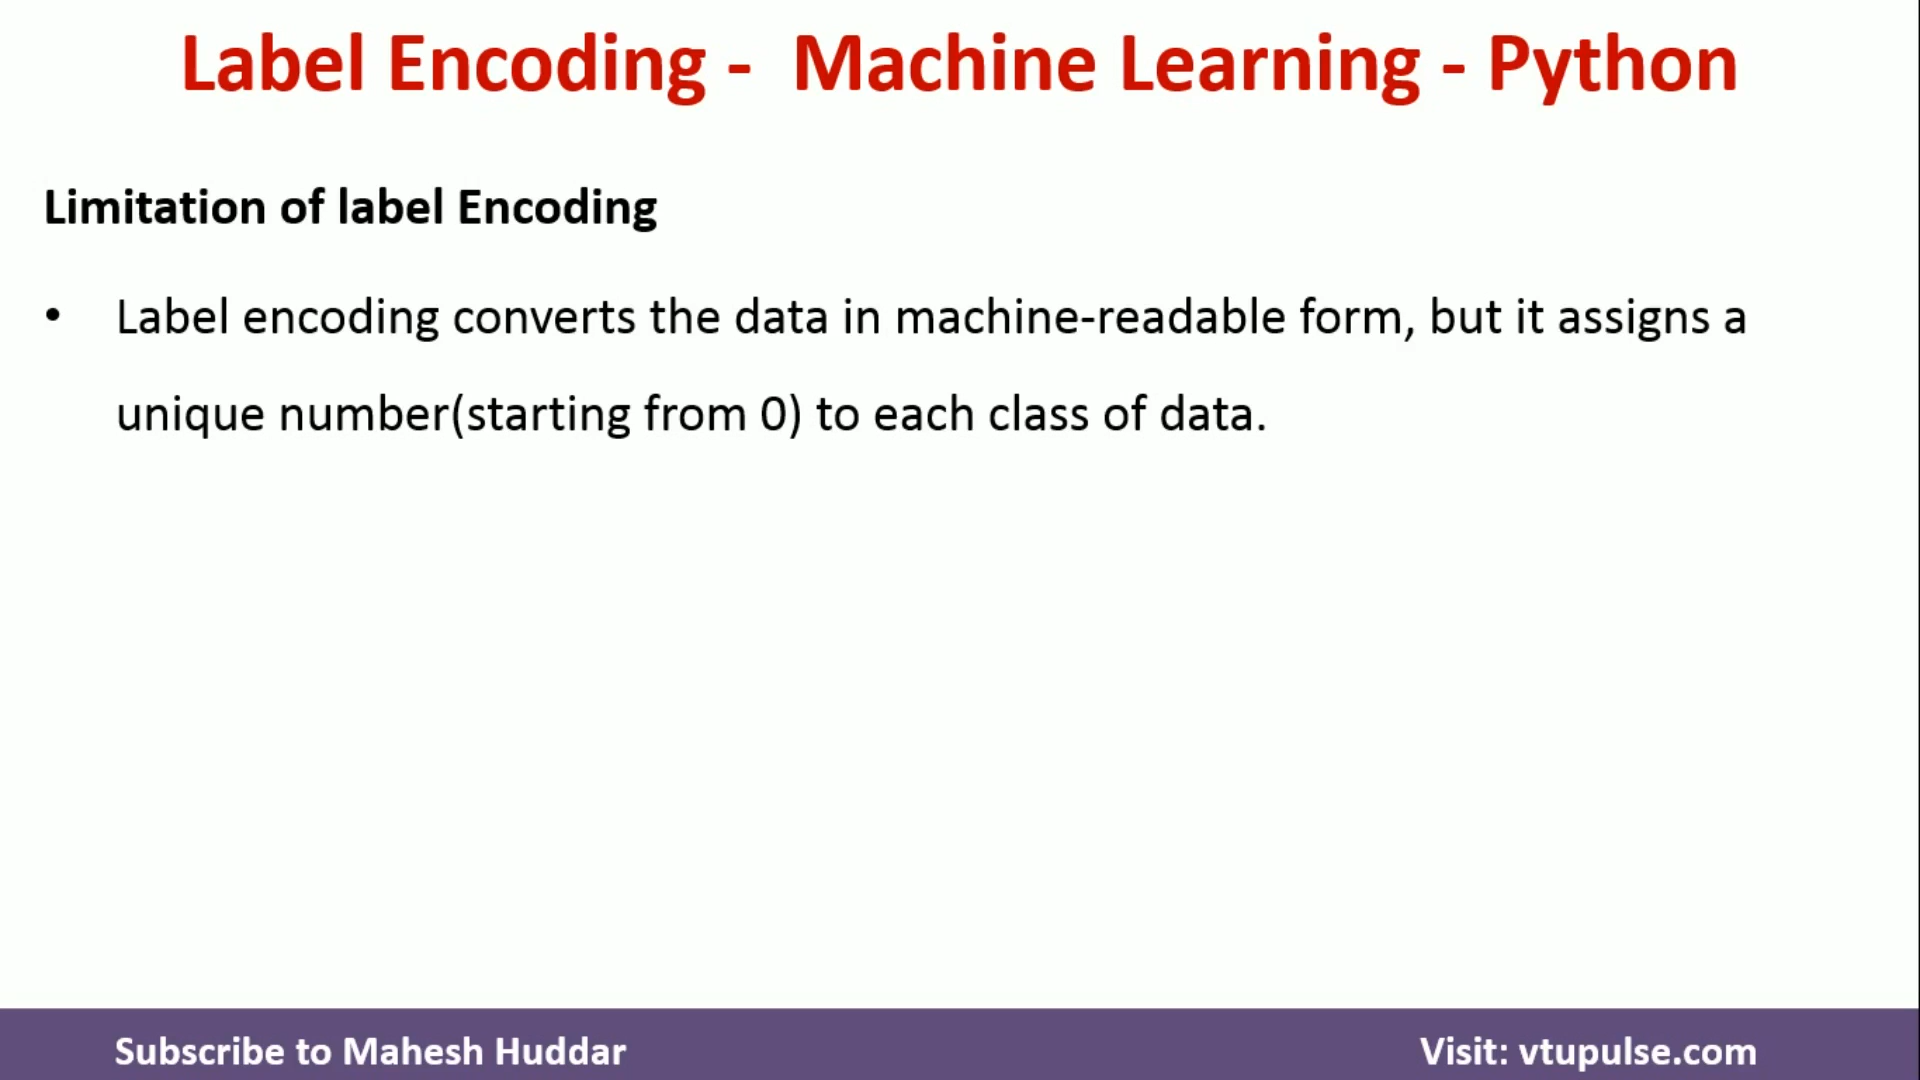 Label Encoding -  Machine Learning - Python
Limitation of label Encoding
• Label encoding converts the data in machine-readable form, but it assigns a
unique number(starting from 0) to each class of data.
Subscribe to Mahesh Huddar
Visit: vtupulse.com